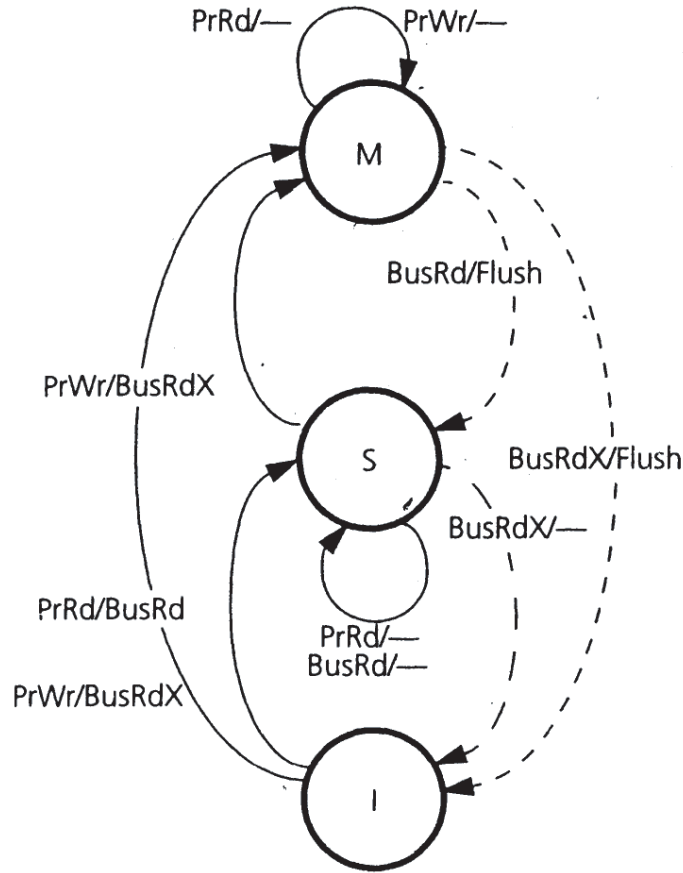 PrRd/— PrWr/—
M
BusRd/Flush
PrWr/BusRdX
S
BusRdX/Flush
BusRdX/—
PrRd/BusRd
PrRd/—
BusRd/—
PrWr/BusRdX
I